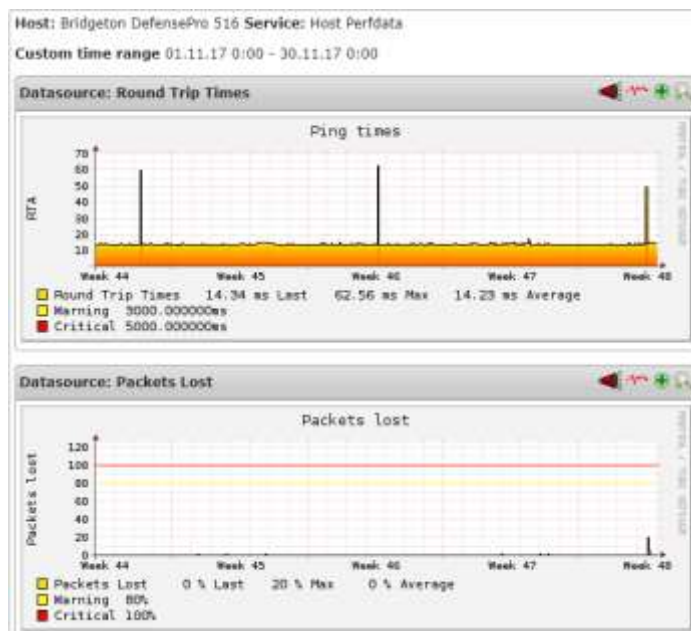 Host: Bridgeton DefensePro 516 Service: Host Perfdata
Custom time range 01.11.17 0:00 - 30.11.17 0:00
Datasource: Round Trip Times
Ping times
RTA
70
60
50
40
30
20
10
Week 44 Week 45 Week 46 Week 47 Week 48
Round Trip Times 14.34 ms Last 62.56 ms Max 14.23 ms Average
Warning 3000.000000ms
Critical 5000.000000ms
Datasource: Packets Lost
Packets lost
Packets lost
120
100
80
60
40
20
0
Week 44 Week 45 Week 46 Week 47 Week 48
Packets Lost 0 % Last 20 % Max 0 % Average
Warning 80%
Critical 100%